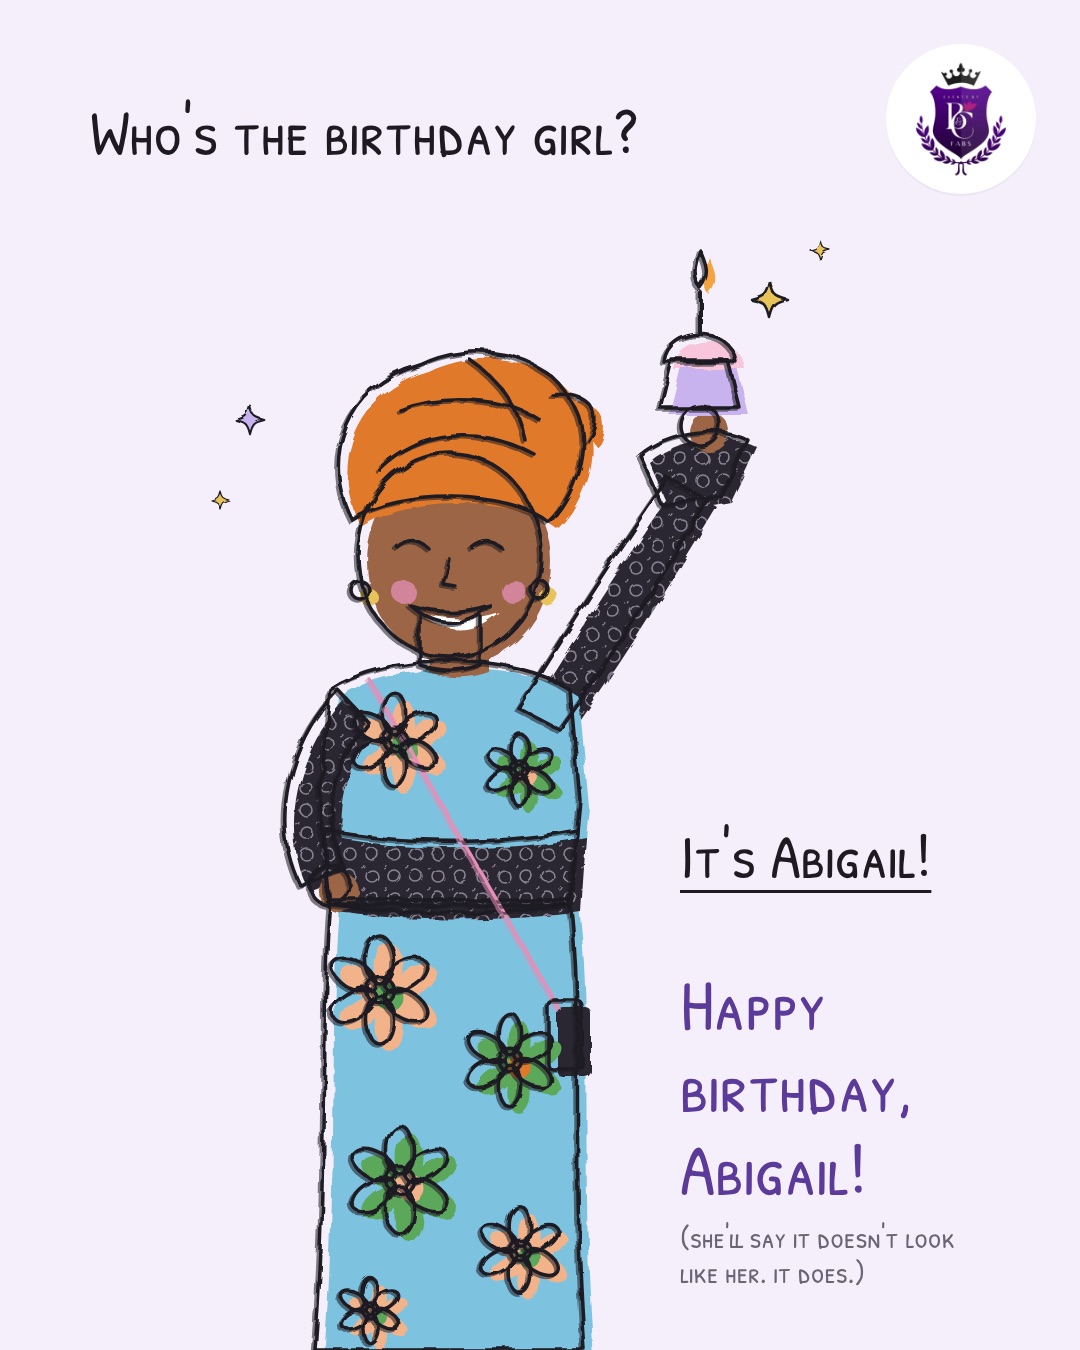 Who's the birthday girl?
B&C
FABS
It's Abigail!
Happy
birthday,
Abigail!
(she'll say it doesn't look
like her. It does.)